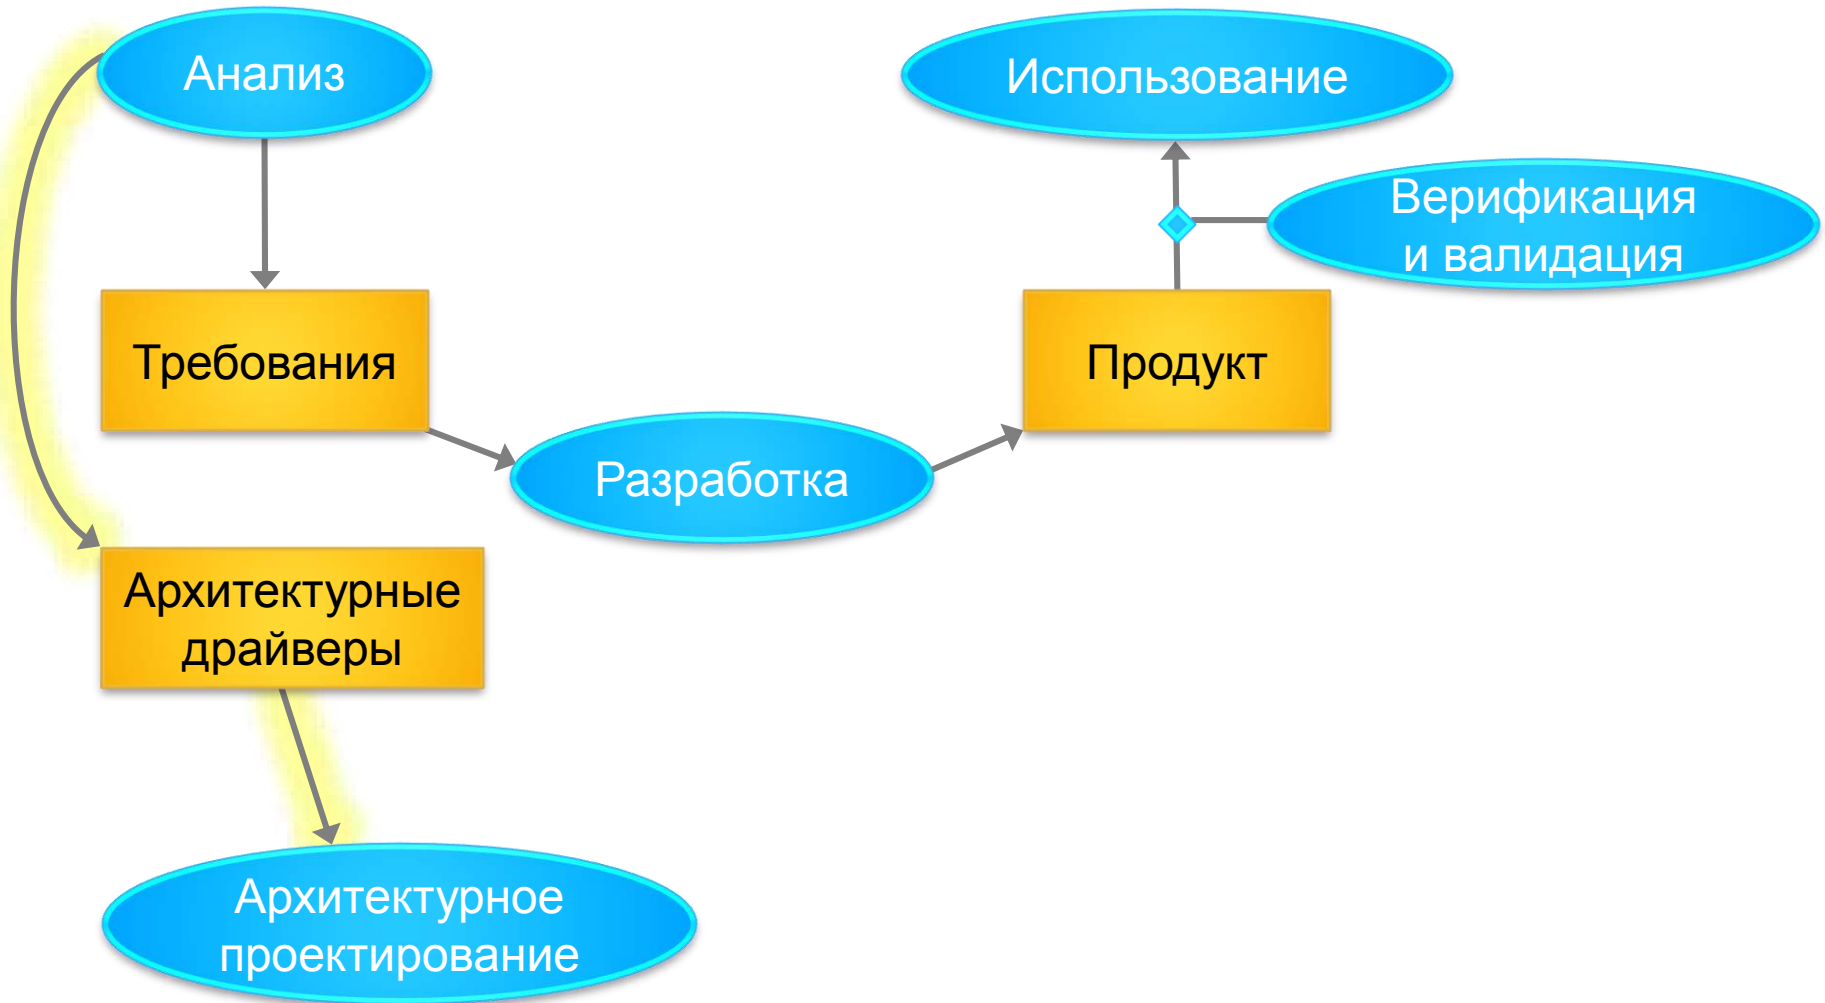 Анализ
Использование
Верификация
и валидация
Требования
Продукт
Разработка
Архитектурные
драйверы
Архитектурное
проектирование